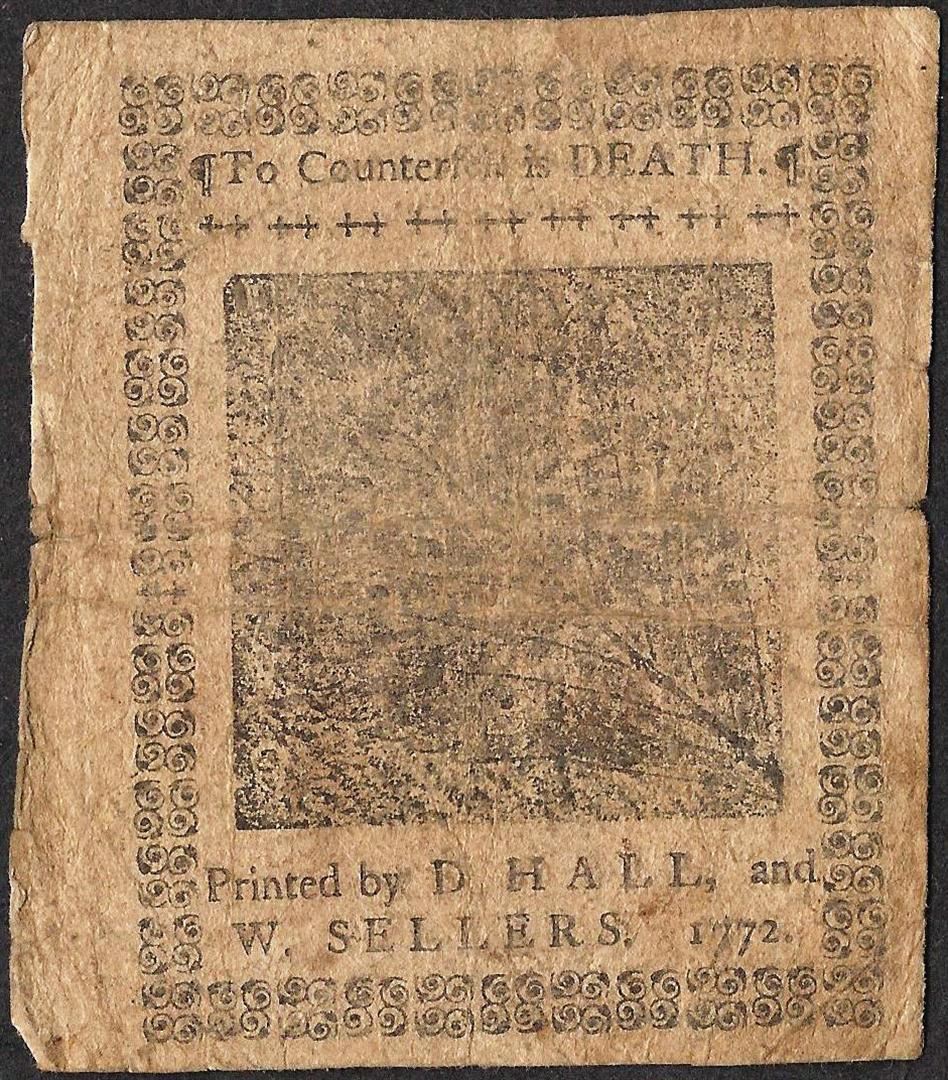 ¶To Counterfeit is DEATH.¶
Printed by D HALL, and
W. SELLERS. 1772.